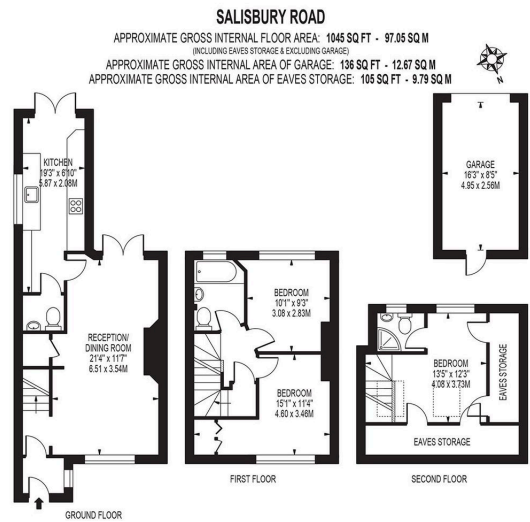 SALISBURY ROAD
APPROXIMATE GROSS INTERNAL FLOOR AREA: 1045 SQ FT - 97.05 SQ M
(INCLUDING EAVES STORAGE & EXCLUDING GARAGE)
APPROXIMATE GROSS INTERNAL AREA OF GARAGE: 136 SQ FT - 12.67 SQ M
APPROXIMATE GROSS INTERNAL AREA OF EAVES STORAGE: 105 SQ FT - 9.79 SQ M
N
KITCHEN
19'3" x 6'10"
5.87 x 2.08M
GARAGE
16'3" x 8'5"
4.95 x 2.56M
RECEPTION/
DINING ROOM
21'4" x 11'7"
6.51 x 3.54M
BEDROOM
10'1" x 9'3"
3.08 x 2.83M
BEDROOM
15'1" x 11'4"
4.60 x 3.46M
BEDROOM
13'5" x 12'3"
4.08 x 3.73M
EAVES STORAGE
EAVES STORAGE
GROUND FLOOR
FIRST FLOOR
SECOND FLOOR